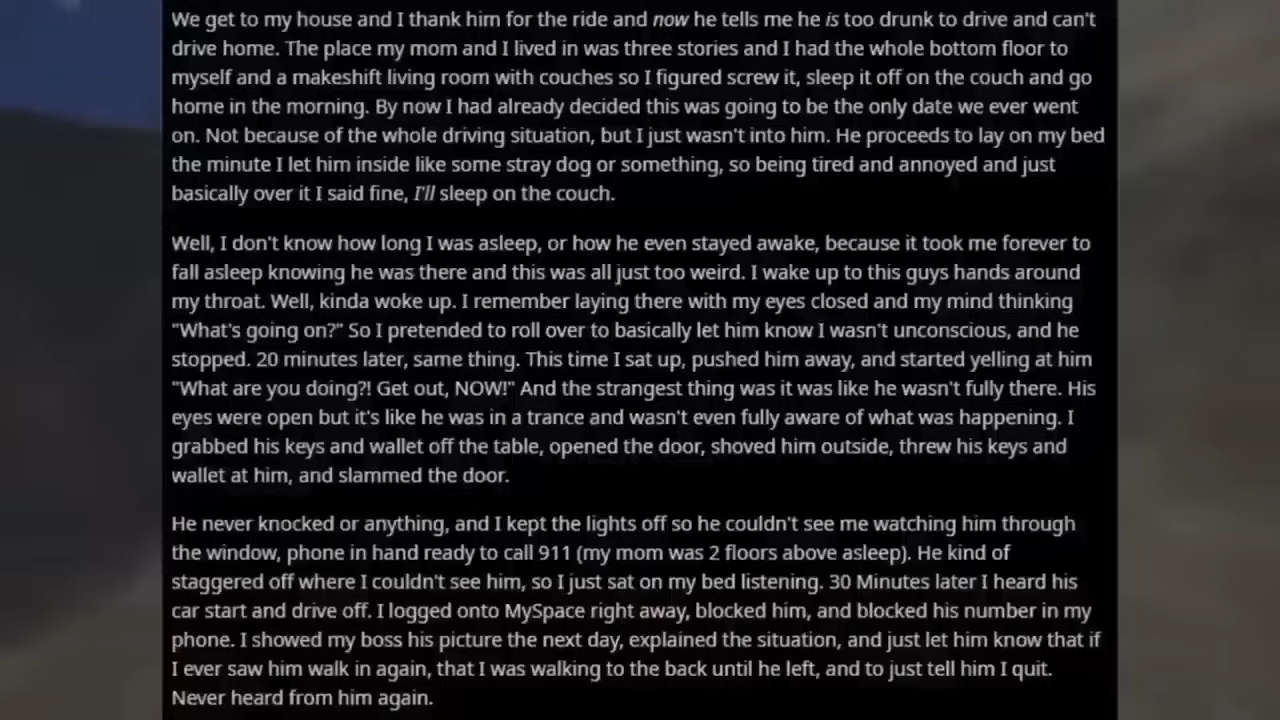 We get to my house and I thank him for the ride and now he tells me he is too drunk to drive and can't
drive home. The place my mom and I lived in was three stories and I had the whole bottom floor to
myself and a makeshift living room with couches so I figured screw it, sleep it off on the couch and go
home in the morning. By now I had already decided this was going to be the only date we ever went
on. Not because of the whole driving situation, but I just wasn't into him. He proceeds to lay on my bed
the minute I let him inside like some stray dog or something, so being tired and annoyed and just
basically over it I said fine, I'll sleep on the couch.
Well, I don't know how long I was asleep, or how he even stayed awake, because it took me forever to
fall asleep knowing he was there and this was all just too weird. I wake up to this guys hands around
my throat. Well, kinda woke up. I remember laying there with my eyes closed and my mind thinking
"What's going on?" So I pretended to roll over to basically let him know I wasn't unconscious, and he
stopped. 20 minutes later, same thing. This time I sat up, pushed him away, and started yelling at him
"What are you doing?! Get out, NOW!" And the strangest thing was it was like he wasn't fully there. His
eyes were open but it's like he was in a trance and wasn't even fully aware of what was happening. I
grabbed his keys and wallet off the table, opened the door, shoved him outside, threw his keys and
wallet at him, and slammed the door.
He never knocked or anything, and I kept the lights off so he couldn't see me watching him through
the window, phone in hand ready to call 911 (my mom was 2 floors above asleep). He kind of
staggered off where I couldn't see him, so I just sat on my bed listening. 30 Minutes later I heard his
car start and drive off. I logged onto MySpace right away, blocked him, and blocked his number in my
phone. I showed my boss his picture the next day, explained the situation, and just let him know that if
I ever saw him walk in again, that I was walking to the back until he left, and to just tell him I quit.
Never heard from him again.